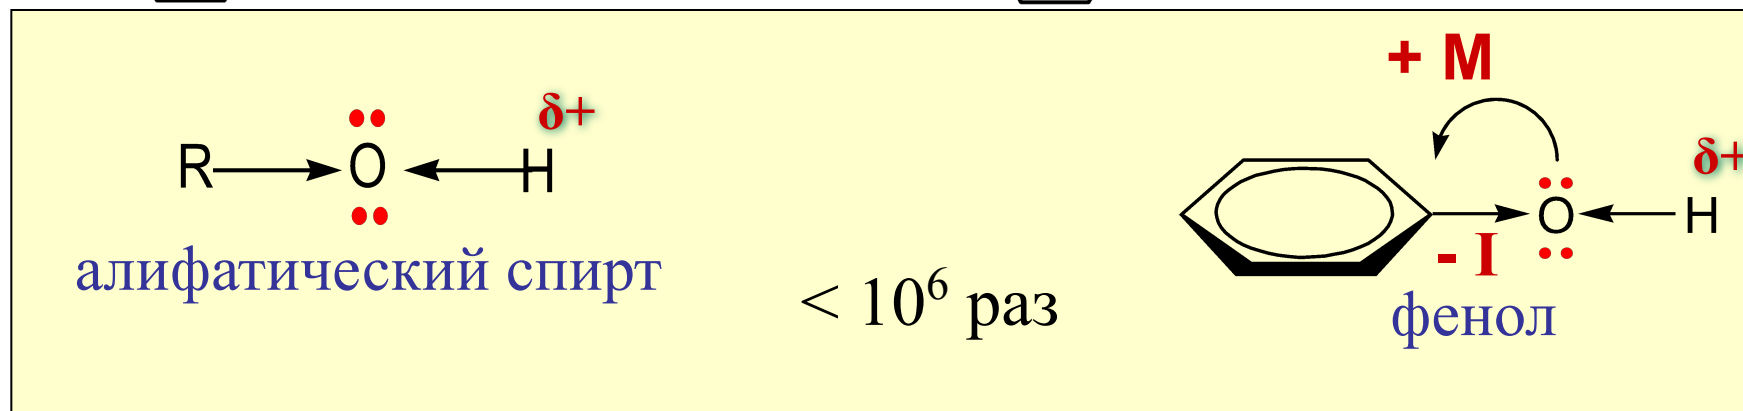 + M
δ+
R O H
δ+
O H
- I
алифатический спирт
< 10⁶ раз
фенол